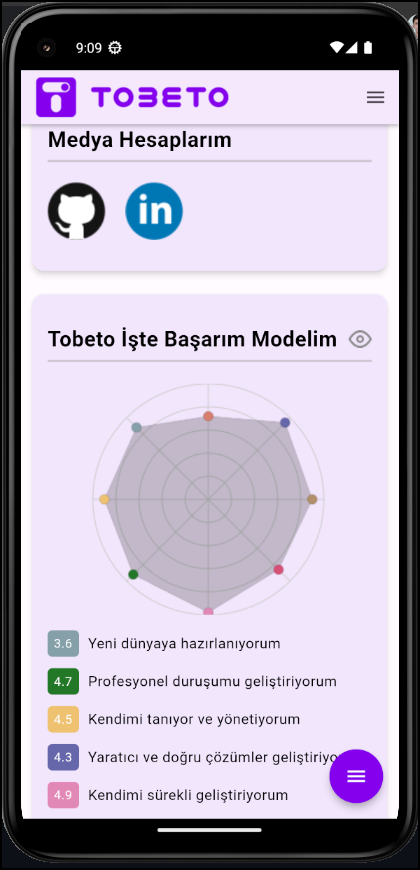 9:09
TOBETO
Medya Hesaplarım
in
Tobeto İşte Başarım Modelim
3.6 Yeni dünyaya hazırlanıyorum
4.7 Profesyonel duruşumu geliştiriyorum
4.5 Kendimi tanıyor ve yönetiyorum
4.3 Yaratıcı ve doğru çözümler geliştiriyo
4.9 Kendimi sürekli geliştiriyorum